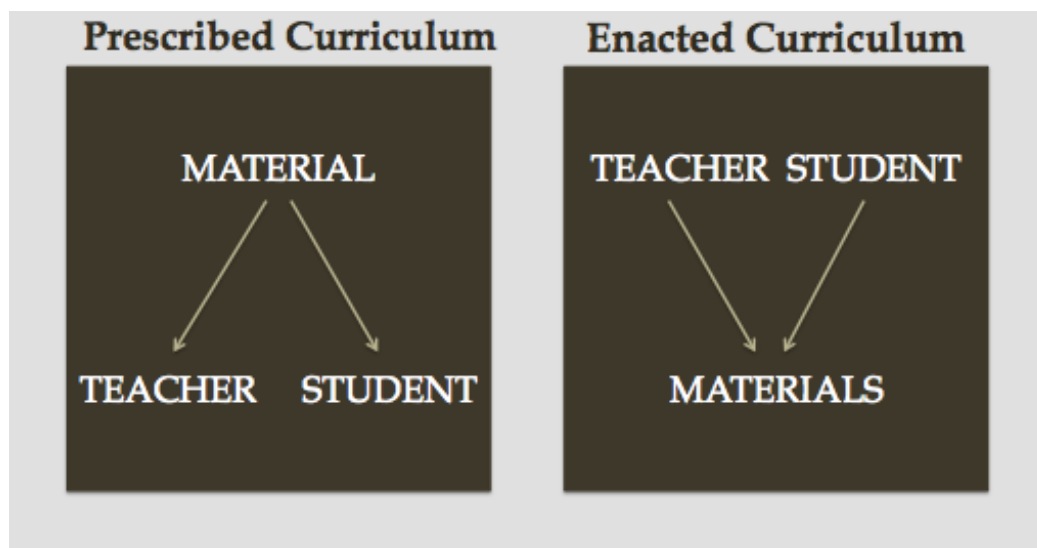 Prescribed Curriculum
MATERIAL
TEACHER STUDENT
Enacted Curriculum
TEACHER STUDENT
MATERIALS